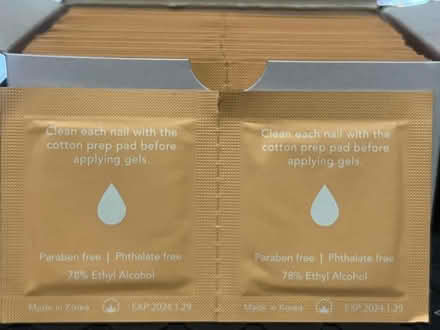 Clean each nail with the
cotton prep pad before
applying gels.
Paraben free | Phthalate free
78% Ethyl Alcohol
Made in Korea EXP 2024.1.29
Clean each nail with the
cotton prep pad before
applying gels.
Paraben free | Phthalate free
78% Ethyl Alcohol
Made in Korea EXP 2024.1.29